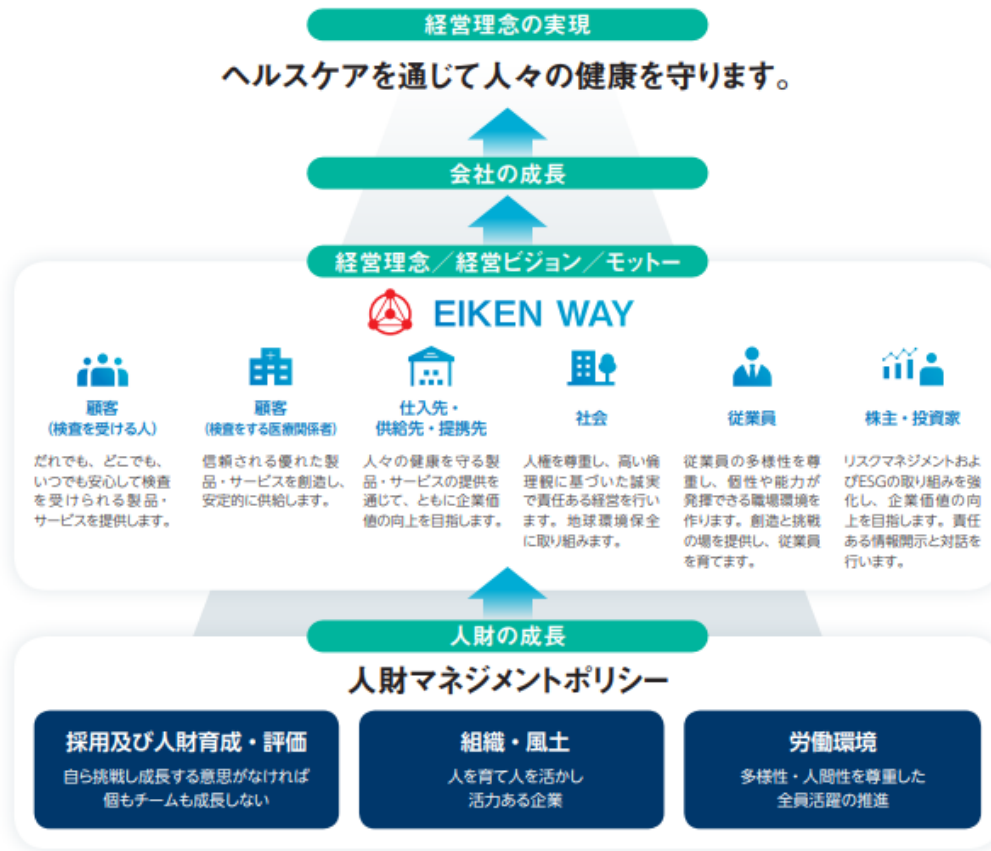 経営理念の実現
ヘルスケアを通じて人々の健康を守ります。
会社の成長
経営理念／経営ビジョン／モットー
EIKEN WAY
顧客
(検査を受ける人)
だれでも、どこでも、
いつでも安心して検査
を受けられる製品・
サービスを提供します。
顧客
(検査をする医療関係者)
信頼される優れた製
品・サービスを創造し、
安定的に供給します。
仕入先・
供給先・提携先
人々の健康を守る製
品・サービスの提供を
通じて、ともに企業価
値の向上を目指します。
社会
人権を尊重し、高い倫
理観に基づいた誠実
で責任ある経営を行い
ます。地球環境保全
に取り組みます。
従業員
従業員の多様性を尊
重し、個性や能力が
発揮できる職場環境を
作ります。創造と挑戦
の場を提供し、従業員
を育てます。
株主・投資家
リスクマネジメントおよ
びESGの取り組みを強
化し、企業価値の向
上を目指します。責任
ある情報開示と対話を
行います。
人財の成長
人財マネジメントポリシー
採用及び人財育成・評価
自ら挑戦し成長する意思がなければ
個もチームも成長しない
組織・風土
人を育て人を活かし
活力ある企業
労働環境
多様性・人間性を尊重した
全員活躍の推進